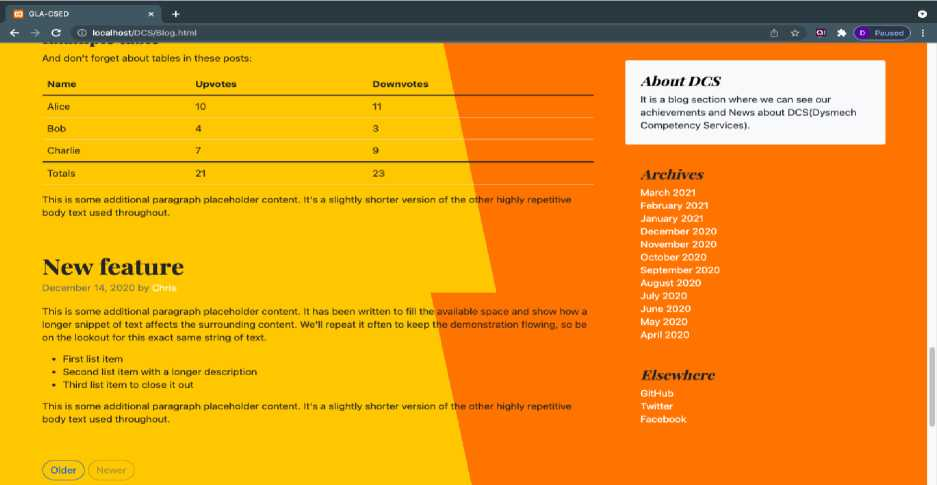 GLA-CSED
localhost/DCS/Blog.html
D Paused
And don't forget about tables in these posts:
Name Upvotes Downvotes
Alice 10 11
Bob 4 3
Charlie 7 9
Totals 21 23
This is some additional paragraph placeholder content. It's a slightly shorter version of the other highly repetitive
body text used throughout.
New feature
December 14, 2020 by Chris
This is some additional paragraph placeholder content. It has been written to fill the available space and show how a
longer snippet of text affects the surrounding content. We'll repeat it often to keep the demonstration flowing, so be
on the lookout for this exact same string of text.
• First list item
• Second list item with a longer description
• Third list item to close it out
This is some additional paragraph placeholder content. It's a slightly shorter version of the other highly repetitive
body text used throughout.
Older
Newer
About DCS
It is a blog section where we can see our
achievements and News about DCS(Dysmech
Competency Services).
Archives
March 2021
February 2021
January 2021
December 2020
November 2020
October 2020
September 2020
August 2020
July 2020
June 2020
May 2020
April 2020
Elsewhere
GitHub
Twitter
Facebook